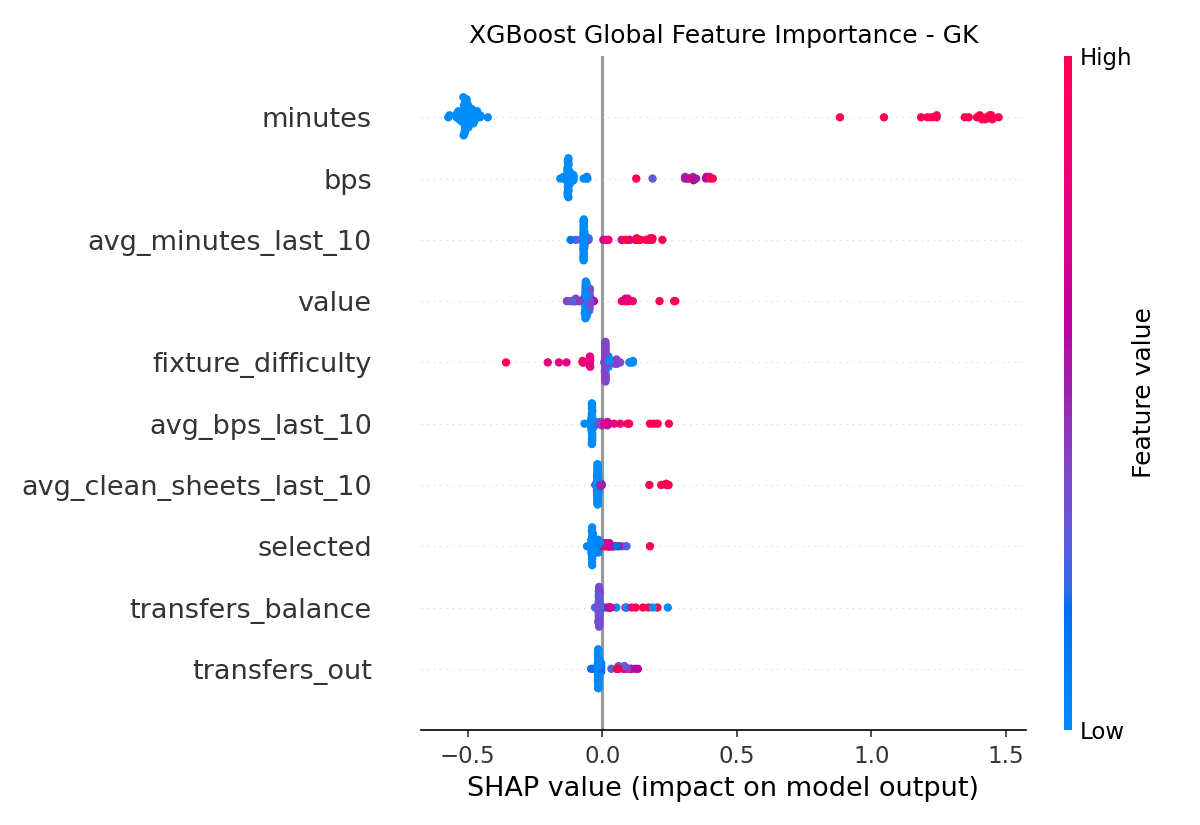 XGBoost Global Feature Importance - GK
High
minutes
bps
avg_minutes_last_10
value
fixture_difficulty
avg_bps_last_10
avg_clean_sheets_last_10
selected
transfers_balance
transfers_out
Feature value
Low
−0.5 0.0 0.5 1.0 1.5
SHAP value (impact on model output)